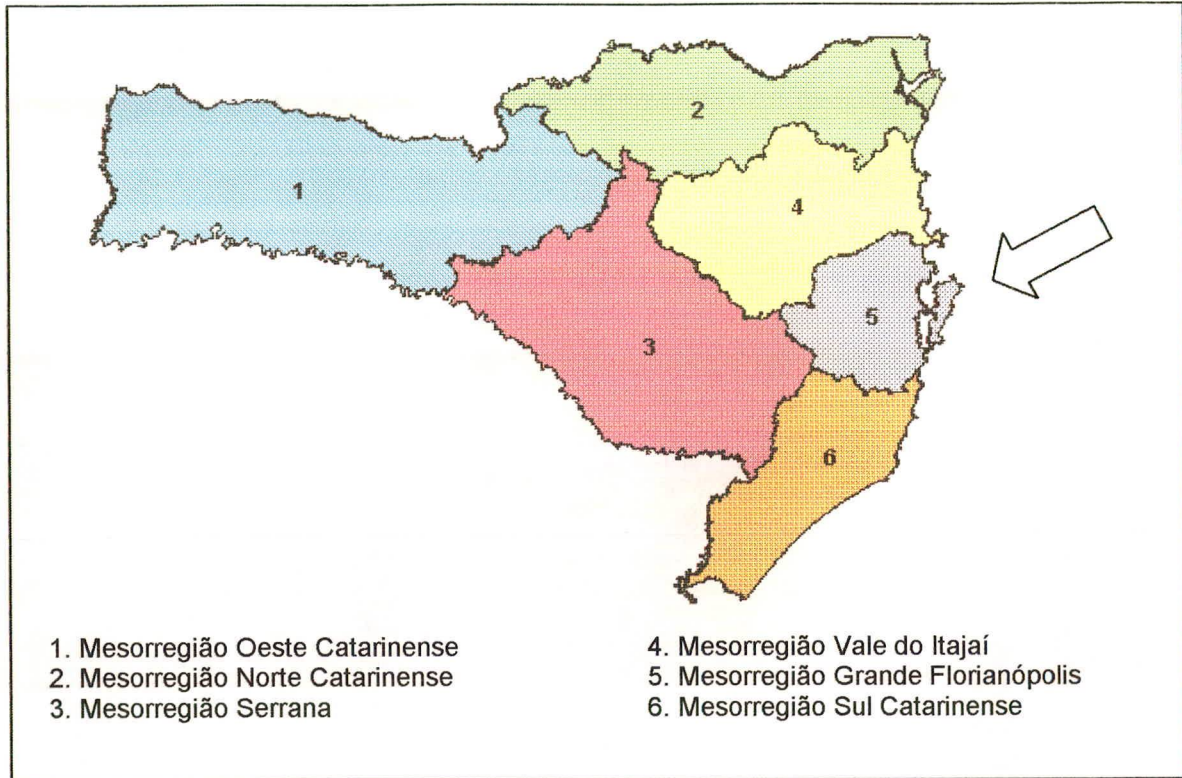 2
1
4
5
3
6
1. Mesorregião Oeste Catarinense
2. Mesorregião Norte Catarinense
3. Mesorregião Serrana
4. Mesorregião Vale do Itajaí
5. Mesorregião Grande Florianópolis
6. Mesorregião Sul Catarinense